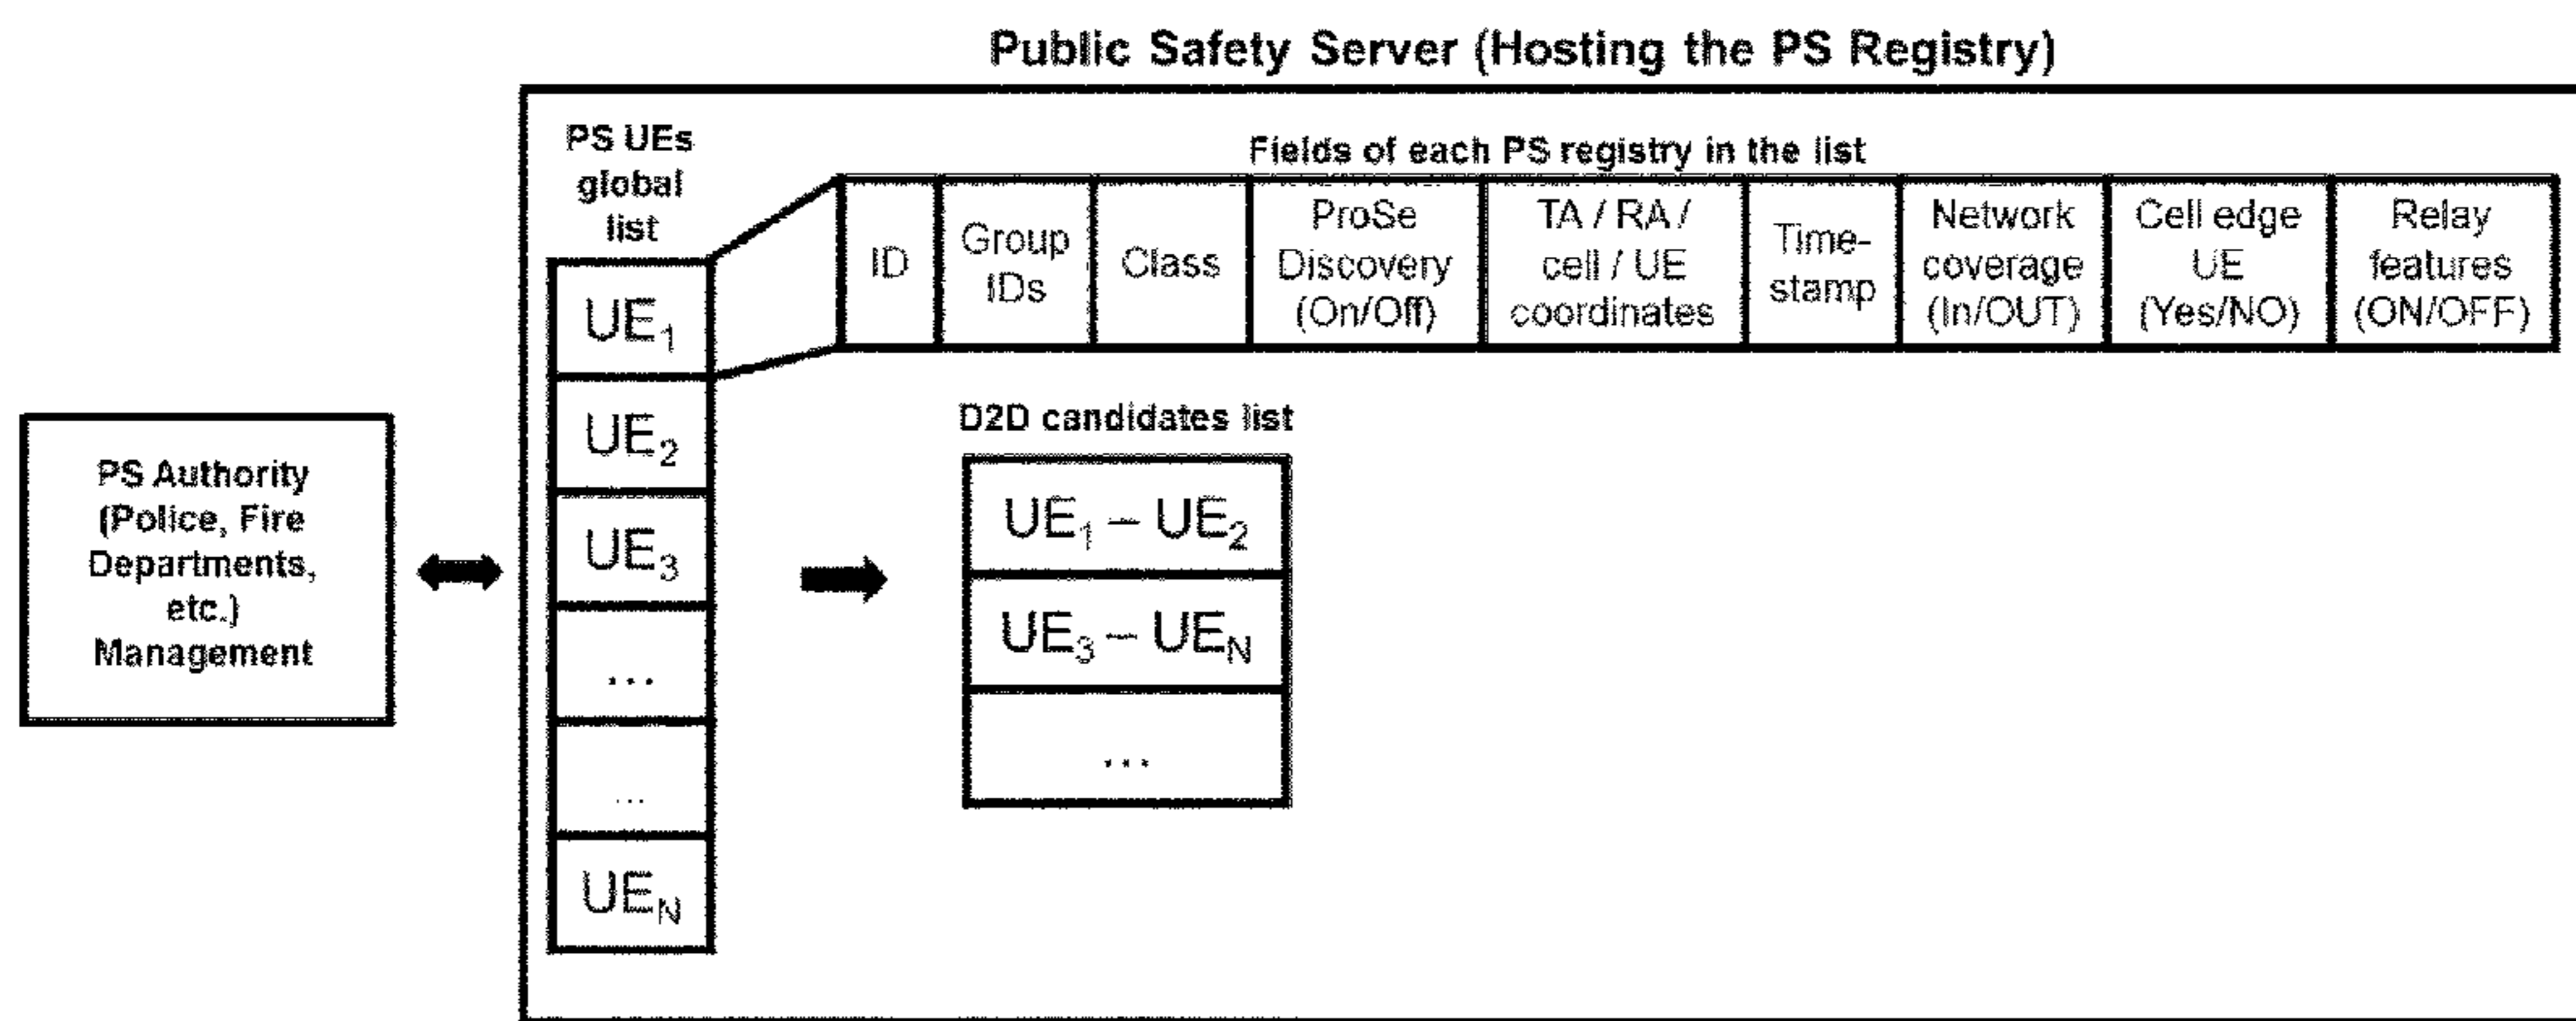 Public Safety Server (Hosting the PS Registry)
PS UEs
global
list
Fields of each PS registry in the list
ID
Group
IDs
Class
ProSe
Discovery
(On/Off)
TA / RA /
cell / UE
coordinates
Time-
stamp
Network
coverage
(In/OUT)
Cell edge
UE
(Yes/NO)
Relay
features
(ON/OFF)
UE₁
UE₂
UE₃
...
...
UE_N
D2D candidates list
UE₁ – UE₂
UE₃ – UE_N
...
PS Authority
(Police, Fire
Departments,
etc.)
Management